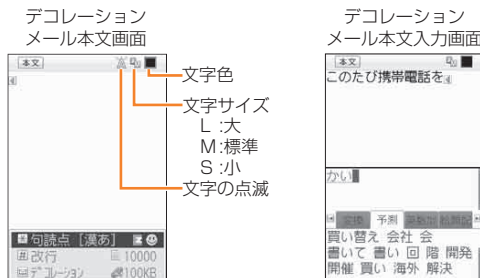 デコレーション
メール本文画面
本文
文字色
文字サイズ
L:大
M:標準
S:小
文字の点滅
句読点 [漢あ]
改行 10000
デコレーション 100KB
デコレーション
メール本文入力画面
本文
このたび携帯電話を
かい
予測
買い替え 会社 会
書いて 書い 回 階 開発
開催 買い 海外 解決